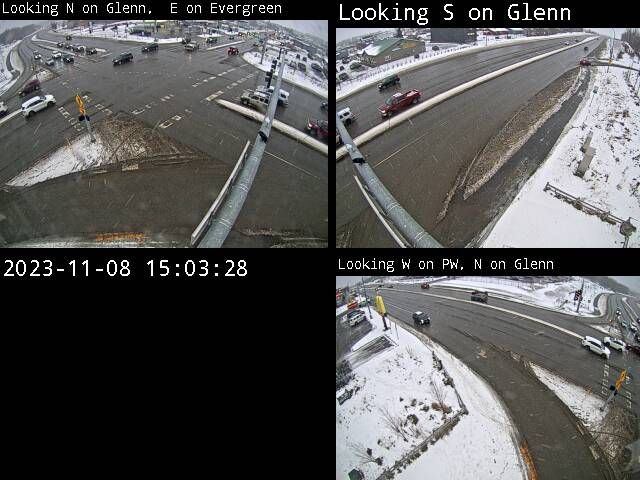 Looking N on Glenn,  E on Evergreen
Looking S on Glenn
2023-11-08 15:03:28
Looking W on PW, N on Glenn